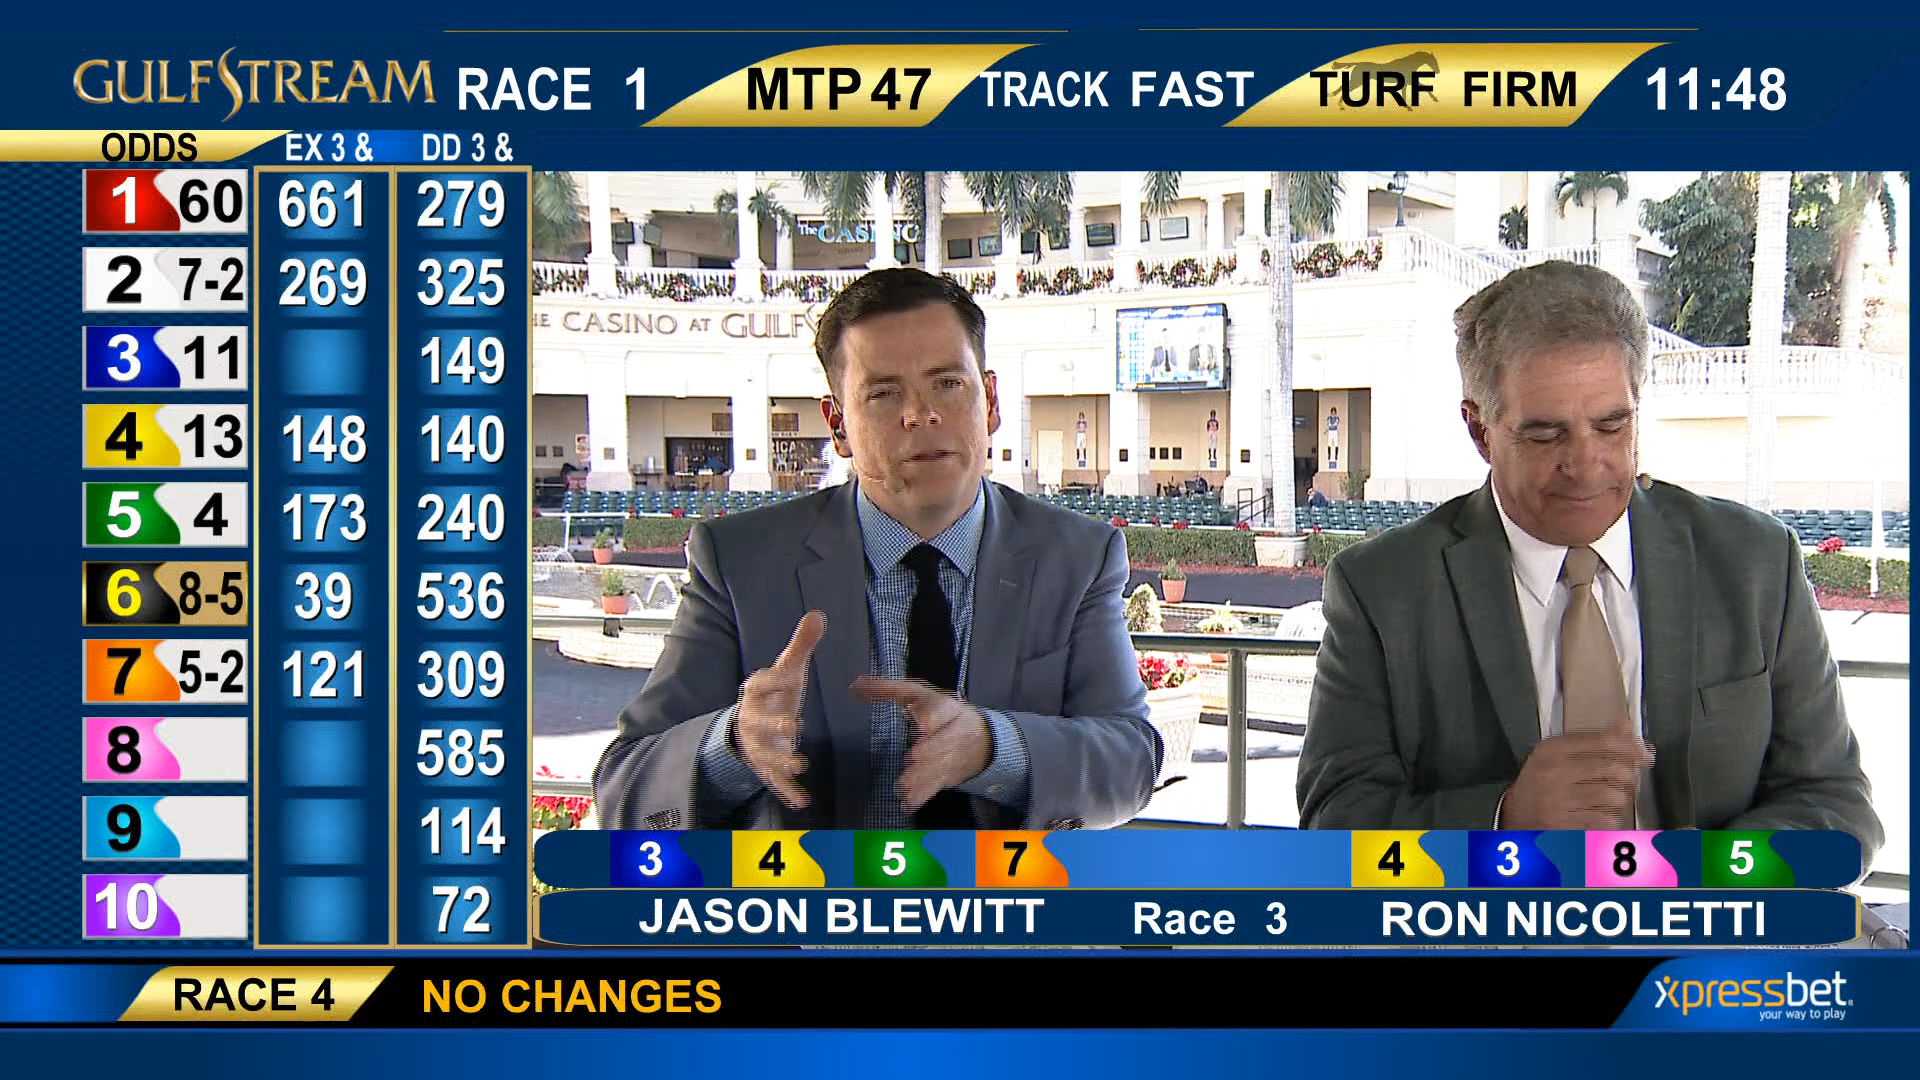 GULFSTREAM RACE 1 MTP 47 TRACK FAST TURF FIRM 11:48
ODDS EX 3 & DD 3 &
1 60 661 279
2 7-2 269 325
3 11 149
4 13 148 140
5 4 173 240
6 8-5 39 536
7 5-2 121 309
8 585
9 114
10 72
The CASINO
HE CASINO AT GULFS
3 4 5 7 4 3 8 5
JASON BLEWITT Race 3 RON NICOLETTI
RACE 4 NO CHANGES
xpressbet
your way to play